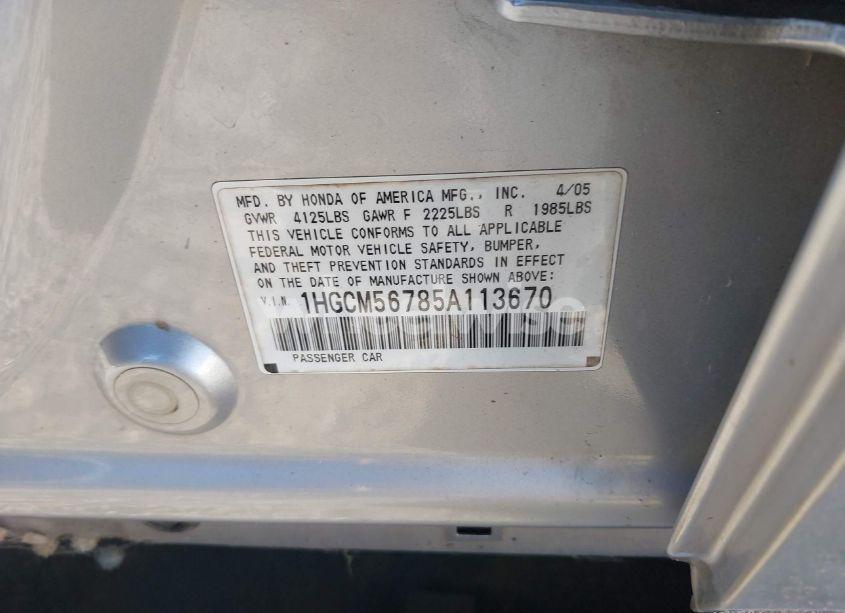 MFD. BY HONDA OF AMERICA MFG., INC. 4/05
GVWR 4125LBS GAWR F 2225LBS R 1985LBS
THIS VEHICLE CONFORMS TO ALL APPLICABLE
FEDERAL MOTOR VEHICLE SAFETY, BUMPER,
AND THEFT PREVENTION STANDARDS IN EFFECT
ON THE DATE OF MANUFACTURE SHOWN ABOVE:
V.I.N. 1HGCM56785A113670
PASSENGER CAR